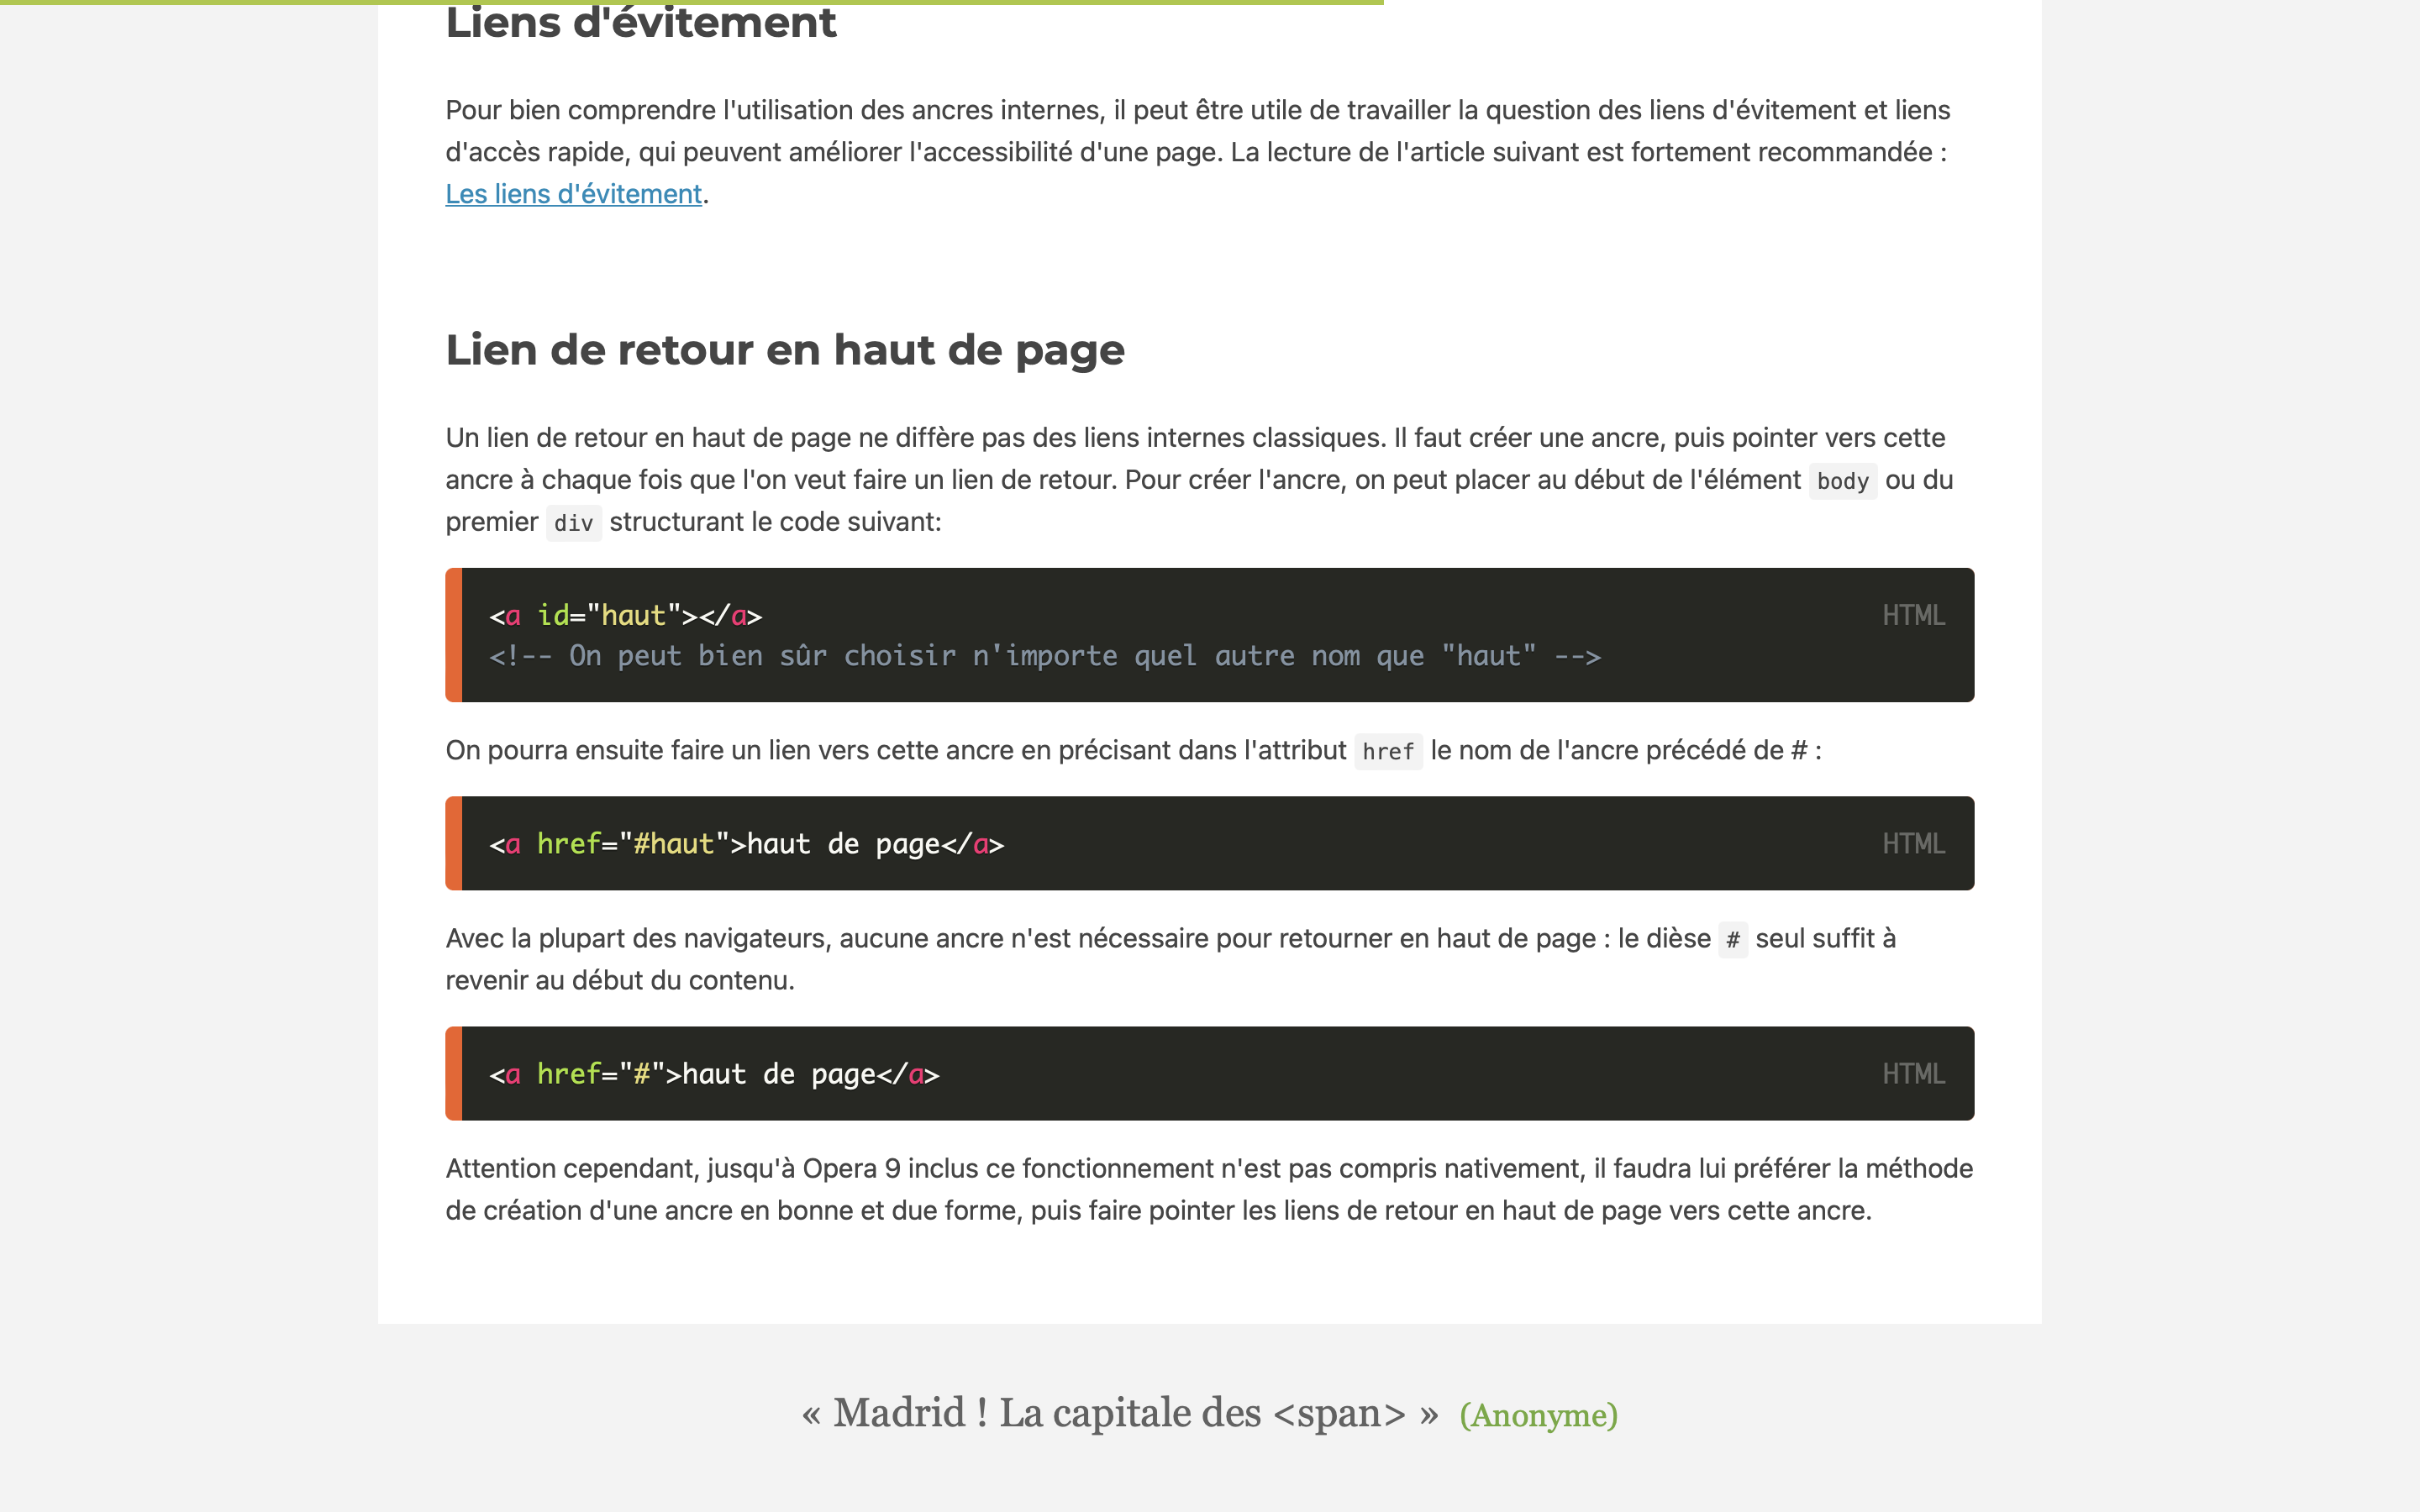 Liens d'évitement
Pour bien comprendre l'utilisation des ancres internes, il peut être utile de travailler la question des liens d'évitement et liens
d'accès rapide, qui peuvent améliorer l'accessibilité d'une page. La lecture de l'article suivant est fortement recommandée :
Les liens d'évitement.
Lien de retour en haut de page
Un lien de retour en haut de page ne diffère pas des liens internes classiques. Il faut créer une ancre, puis pointer vers cette
ancre à chaque fois que l'on veut faire un lien de retour. Pour créer l'ancre, on peut placer au début de l'élément body ou du
premier div structurant le code suivant:
<a id="haut"></a> HTML
<!-- On peut bien sûr choisir n'importe quel autre nom que "haut" -->
On pourra ensuite faire un lien vers cette ancre en précisant dans l'attribut href le nom de l'ancre précédé de # :
<a href="#haut">haut de page</a> HTML
Avec la plupart des navigateurs, aucune ancre n'est nécessaire pour retourner en haut de page : le dièse # seul suffit à
revenir au début du contenu.
<a href="#">haut de page</a> HTML
Attention cependant, jusqu'à Opera 9 inclus ce fonctionnement n'est pas compris nativement, il faudra lui préférer la méthode
de création d'une ancre en bonne et due forme, puis faire pointer les liens de retour en haut de page vers cette ancre.
« Madrid ! La capitale des <span> » (Anonyme)